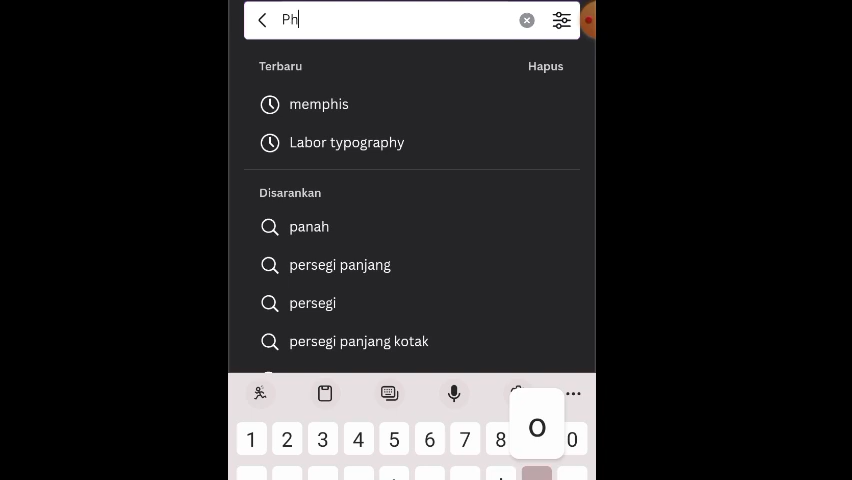 Ph
Terbaru Hapus
memphis
Labor typography
Disarankan
panah
persegi panjang
persegi
persegi panjang kotak
o
1 2 3 4 5 6 7 8 0